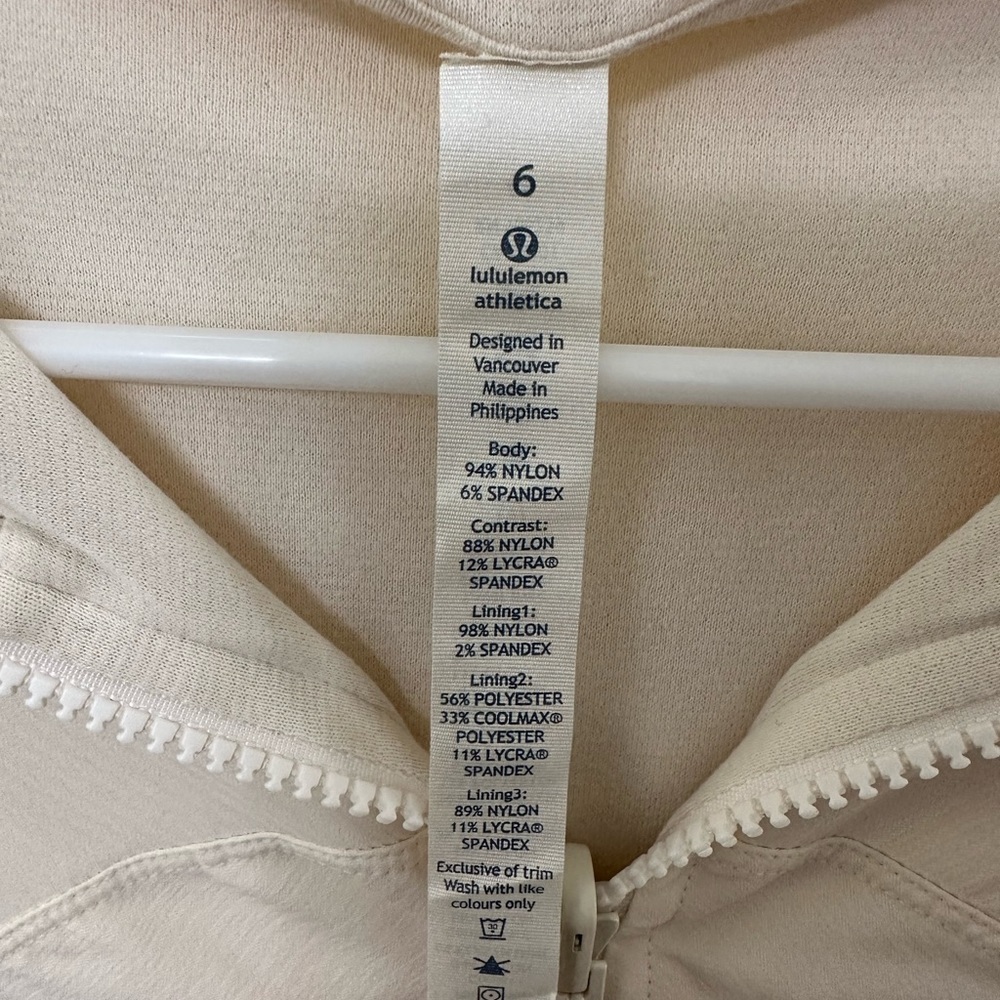 6
lululemon
athletica
Designed in
Vancouver
Made in
Philippines
Body:
94% NYLON
6% SPANDEX
Contrast:
88% NYLON
12% LYCRA®
SPANDEX
Lining1:
98% NYLON
2% SPANDEX
Lining2:
56% POLYESTER
33% COOLMAX®
POLYESTER
11% LYCRA®
SPANDEX
Lining3:
89% NYLON
11% LYCRA®
SPANDEX
Exclusive of trim
Wash with like
colours only
30